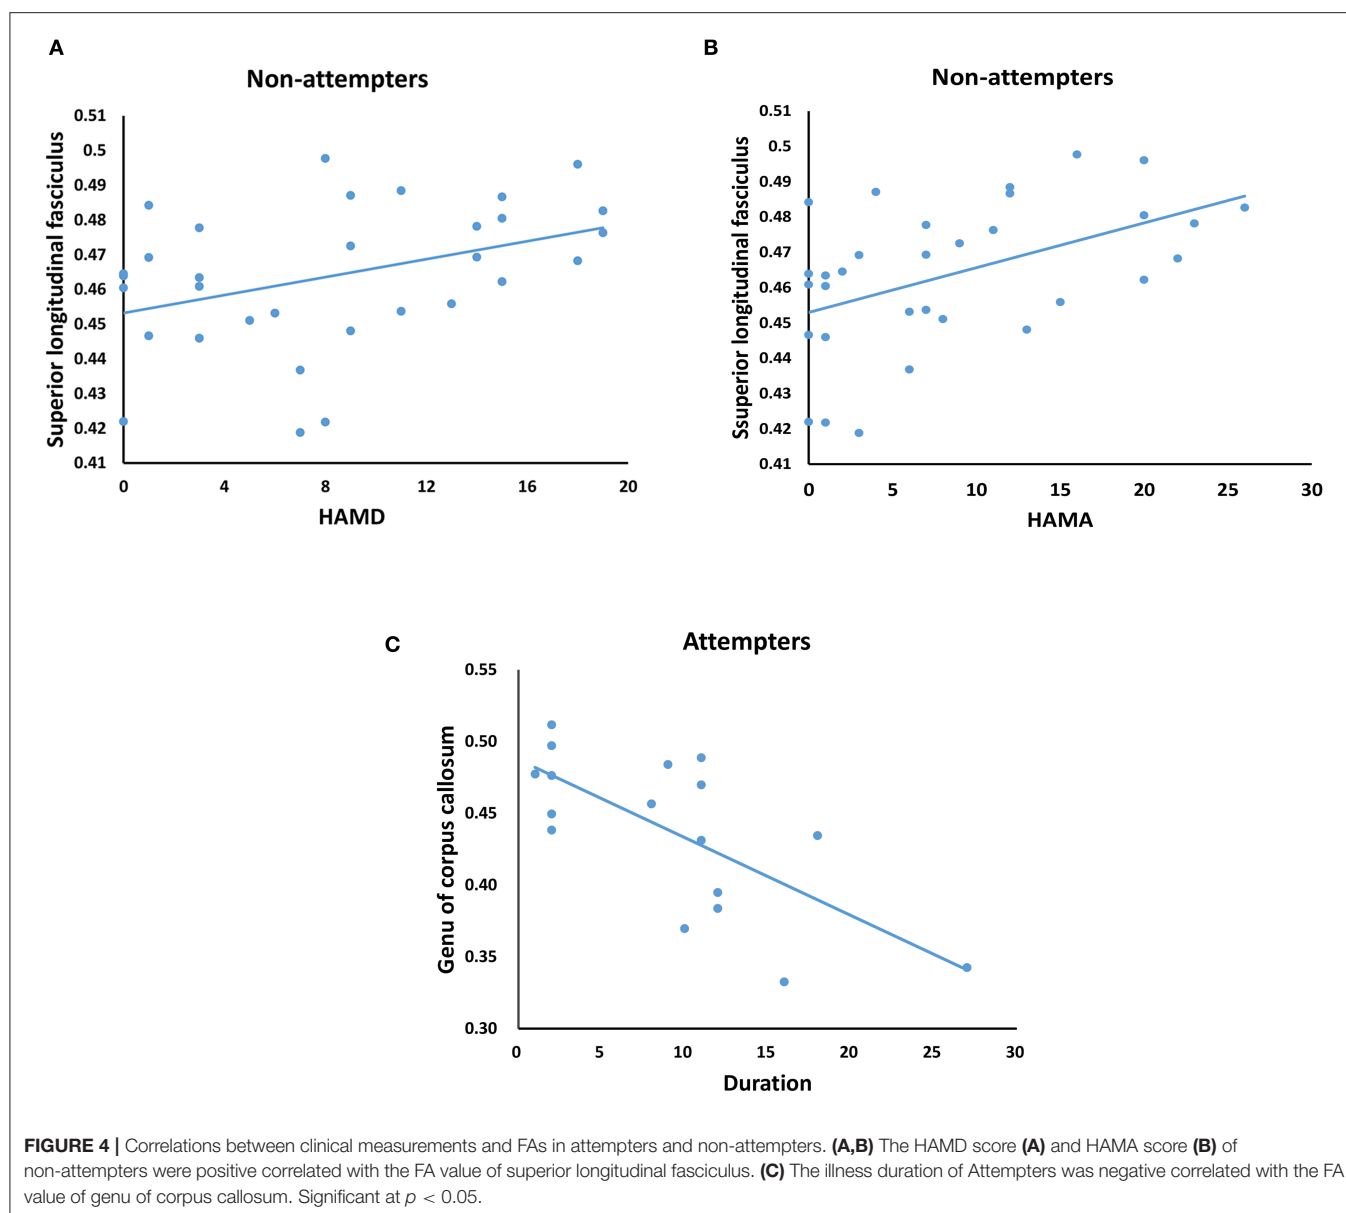 A
Non-attempters
Superior longitudinal fasciculus
0.51
0.5
0.49
0.48
0.47
0.46
0.45
0.44
0.43
0.42
0.41
0 4 8 12 16 20
HAMD
B
Non-attempters
Ssuperior longitudinal fasciculus
0.51
0.5
0.49
0.48
0.47
0.46
0.45
0.44
0.43
0.42
0.41
0 5 10 15 20 25 30
HAMA
C
Attempters
Genu of corpus callosum
0.55
0.50
0.45
0.40
0.35
0.30
0 5 10 15 20 25 30
Duration
FIGURE 4 | Correlations between clinical measurements and FAs in attempters and non-attempters. (A,B) The HAMD score (A) and HAMA score (B) of
non-attempters were positive correlated with the FA value of superior longitudinal fasciculus. (C) The illness duration of Attempters was negative correlated with the FA
value of genu of corpus callosum. Significant at p < 0.05.